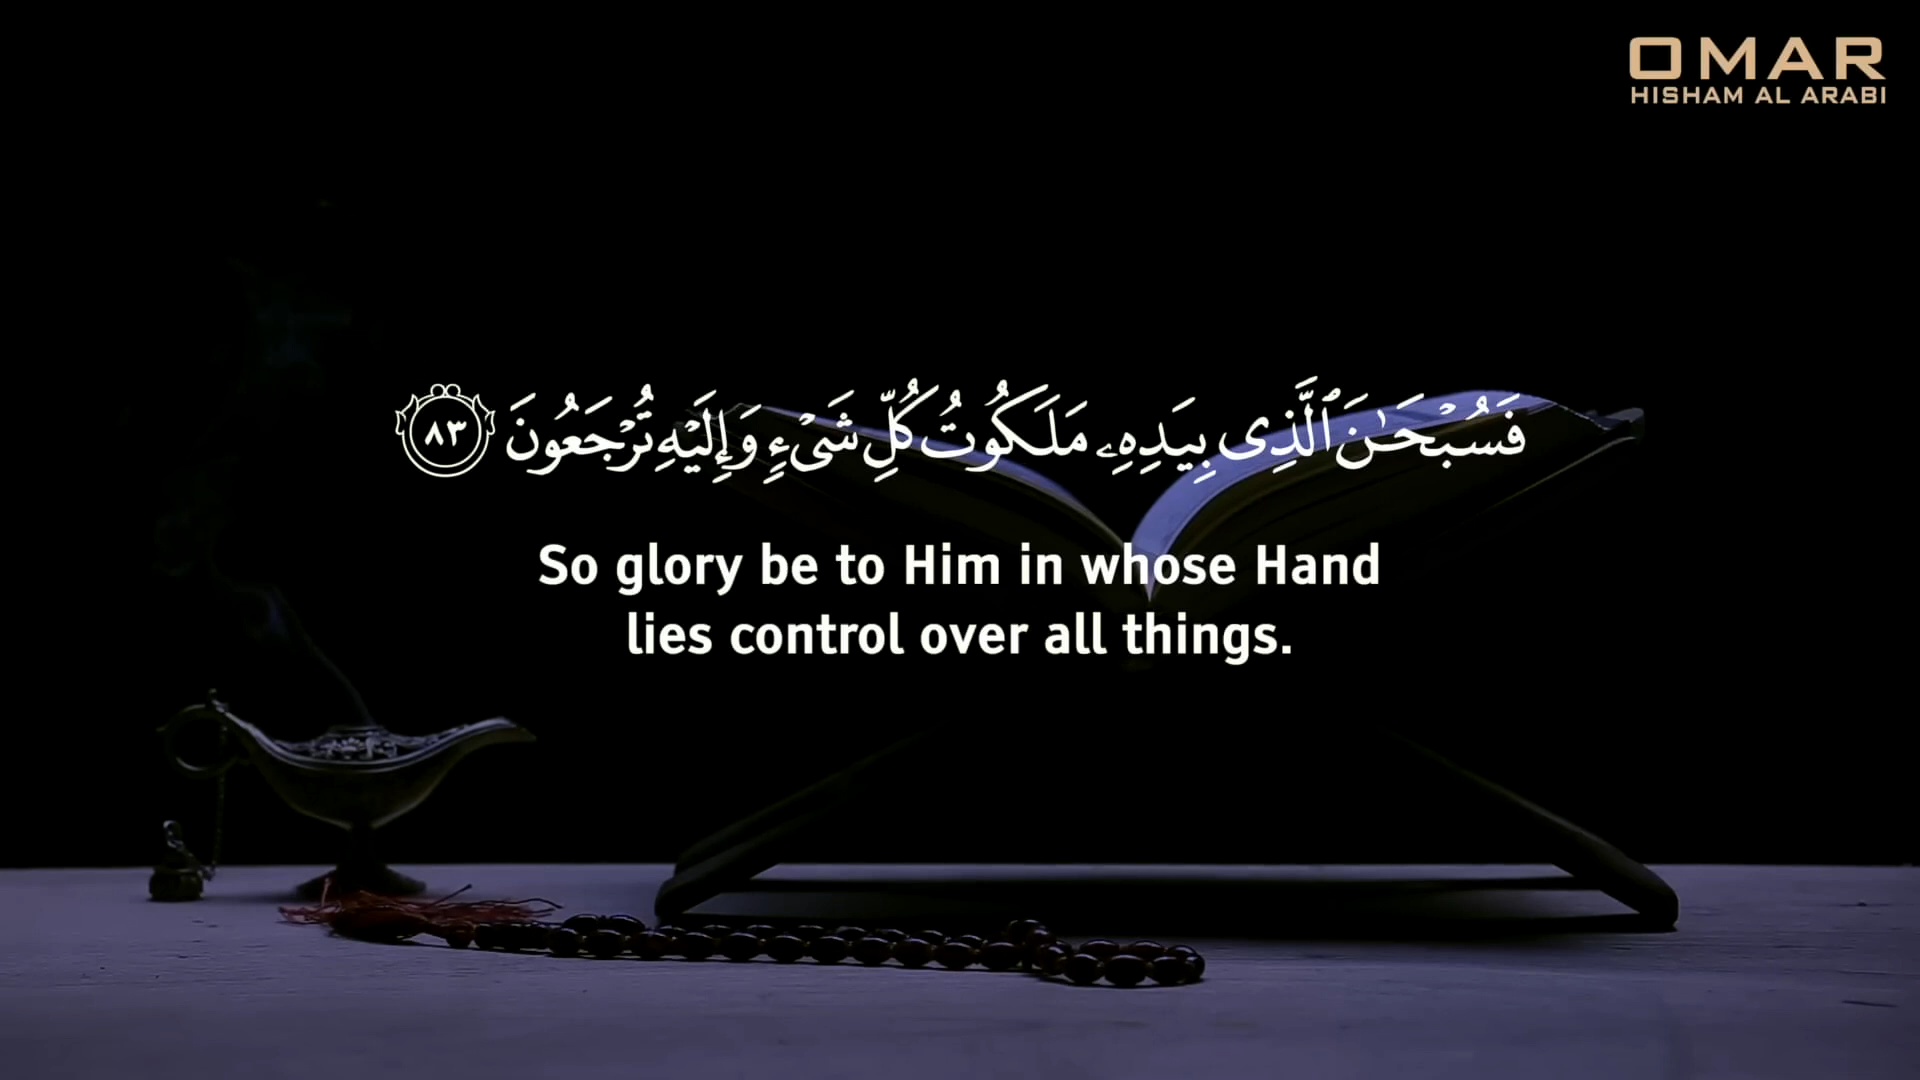 OMAR
HISHAM AL ARABI
فَسُبْحَـٰنَ ٱلَّذِى بِيَدِهِۦ مَلَكُوتُ كُلِّ شَىْءٍ وَإِلَيْهِ تُرْجَعُونَ ٨٣
So glory be to Him in whose Hand
lies control over all things.